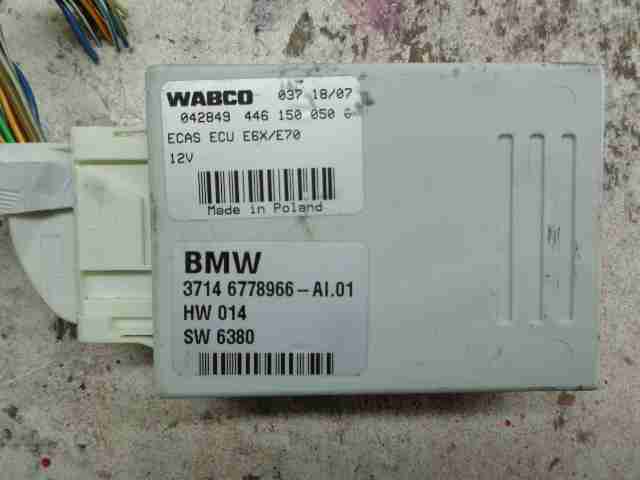 WABCO 037 18/07
042849 446 150 050 6
ECAS ECU E6X/E70
12V
Made in Poland
BMW
3714 6778966-AI.01
HW 014
SW 6380